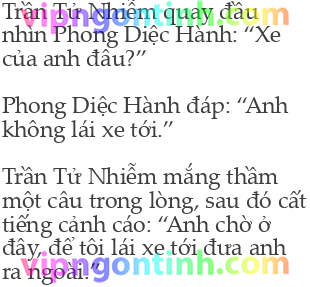 Trần Tử Nhiễm quay đầu
vipngontinh.com
nhìn Phong Diệc Hành: “Xe
của anh đâu?”
Phong Diệc Hành đáp: “Anh
không lái xe tới.”
Trần Tử Nhiễm mắng thầm
một câu trong lòng, sau đó cất
tiếng cảnh cáo: “Anh chờ ở
đây, để tôi lái xe tới đưa anh
ra ngoài.”
vipngontinh.com